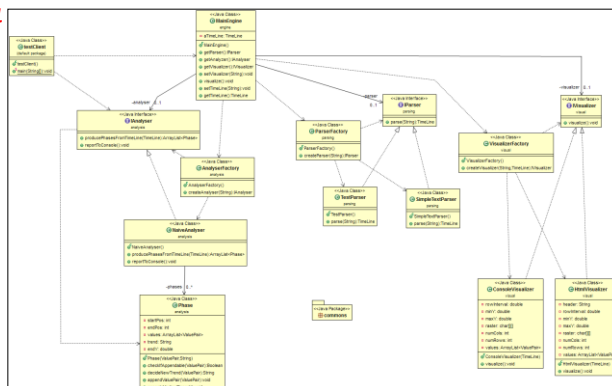 <<Java Class>>
testClient
(default package)
testClient()
main(String[]):void
<<Java Class>>
MainEngine
engine
aTimeLine: TimeLine
MainEngine()
getParser():IParser
getAnalyser():IAnalyser
getVisualizer():IVisualizer
setVisualizer(String):void
visualize():void
setTimeLine(String):void
getTimeLine():TimeLine
-analyser 0..1
-parser
0..1
-visualizer 0..1
<<Java Interface>>
IAnalyser
analysis
producePhasesFromTimeLine(TimeLine):ArrayList<Phase>
reportToConsole():void
<<Java Interface>>
IParser
parsing
parse(String):TimeLine
<<Java Interface>>
IVisualizer
visual
visualize():void
<<Java Class>>
ParserFactory
parsing
ParserFactory()
createParser(String):IParser
<<Java Class>>
VisualizerFactory
visual
VisualizerFactory()
createVisualizer(String,TimeLine):IVisualizer
<<Java Class>>
AnalyserFactory
analysis
AnalyserFactory()
createAnalyser(String):IAnalyser
<<Java Class>>
TextParser
parsing
TextParser()
parse(String):TimeLine
<<Java Class>>
SimpleTextParser
parsing
SimpleTextParser()
parse(String):TimeLine
<<Java Class>>
NaiveAnalyser
analysis
NaiveAnalyser()
producePhasesFromTimeLine(TimeLine):ArrayList<Phase>
reportToConsole():void
-phases 0..*
<<Java Class>>
Phase
analysis
startPos: int
endPos: int
values: ArrayList<ValuePair>
trend: String
endY: double
Phase(ValuePair,String)
checkIfAppendable(ValuePair):Boolean
decideNewTrend(ValuePair):String
appendValuePair(ValuePair):void
<<Java Package>>
commons
<<Java Class>>
ConsoleVisualizer
visual
rowInterval: double
minY: double
maxY: double
raster: char[][]
numCols: int
numRows: int
values: ArrayList<ValuePair>
ConsoleVisualizer(TimeLine)
visualize():void
<<Java Class>>
HtmlVisualizer
visual
header: String
rowInterval: double
minY: double
maxY: double
raster: char[][]
numCols: int
numRows: int
values: ArrayList<ValuePair>
HtmlVisualizer(TimeLine)
visualize():void